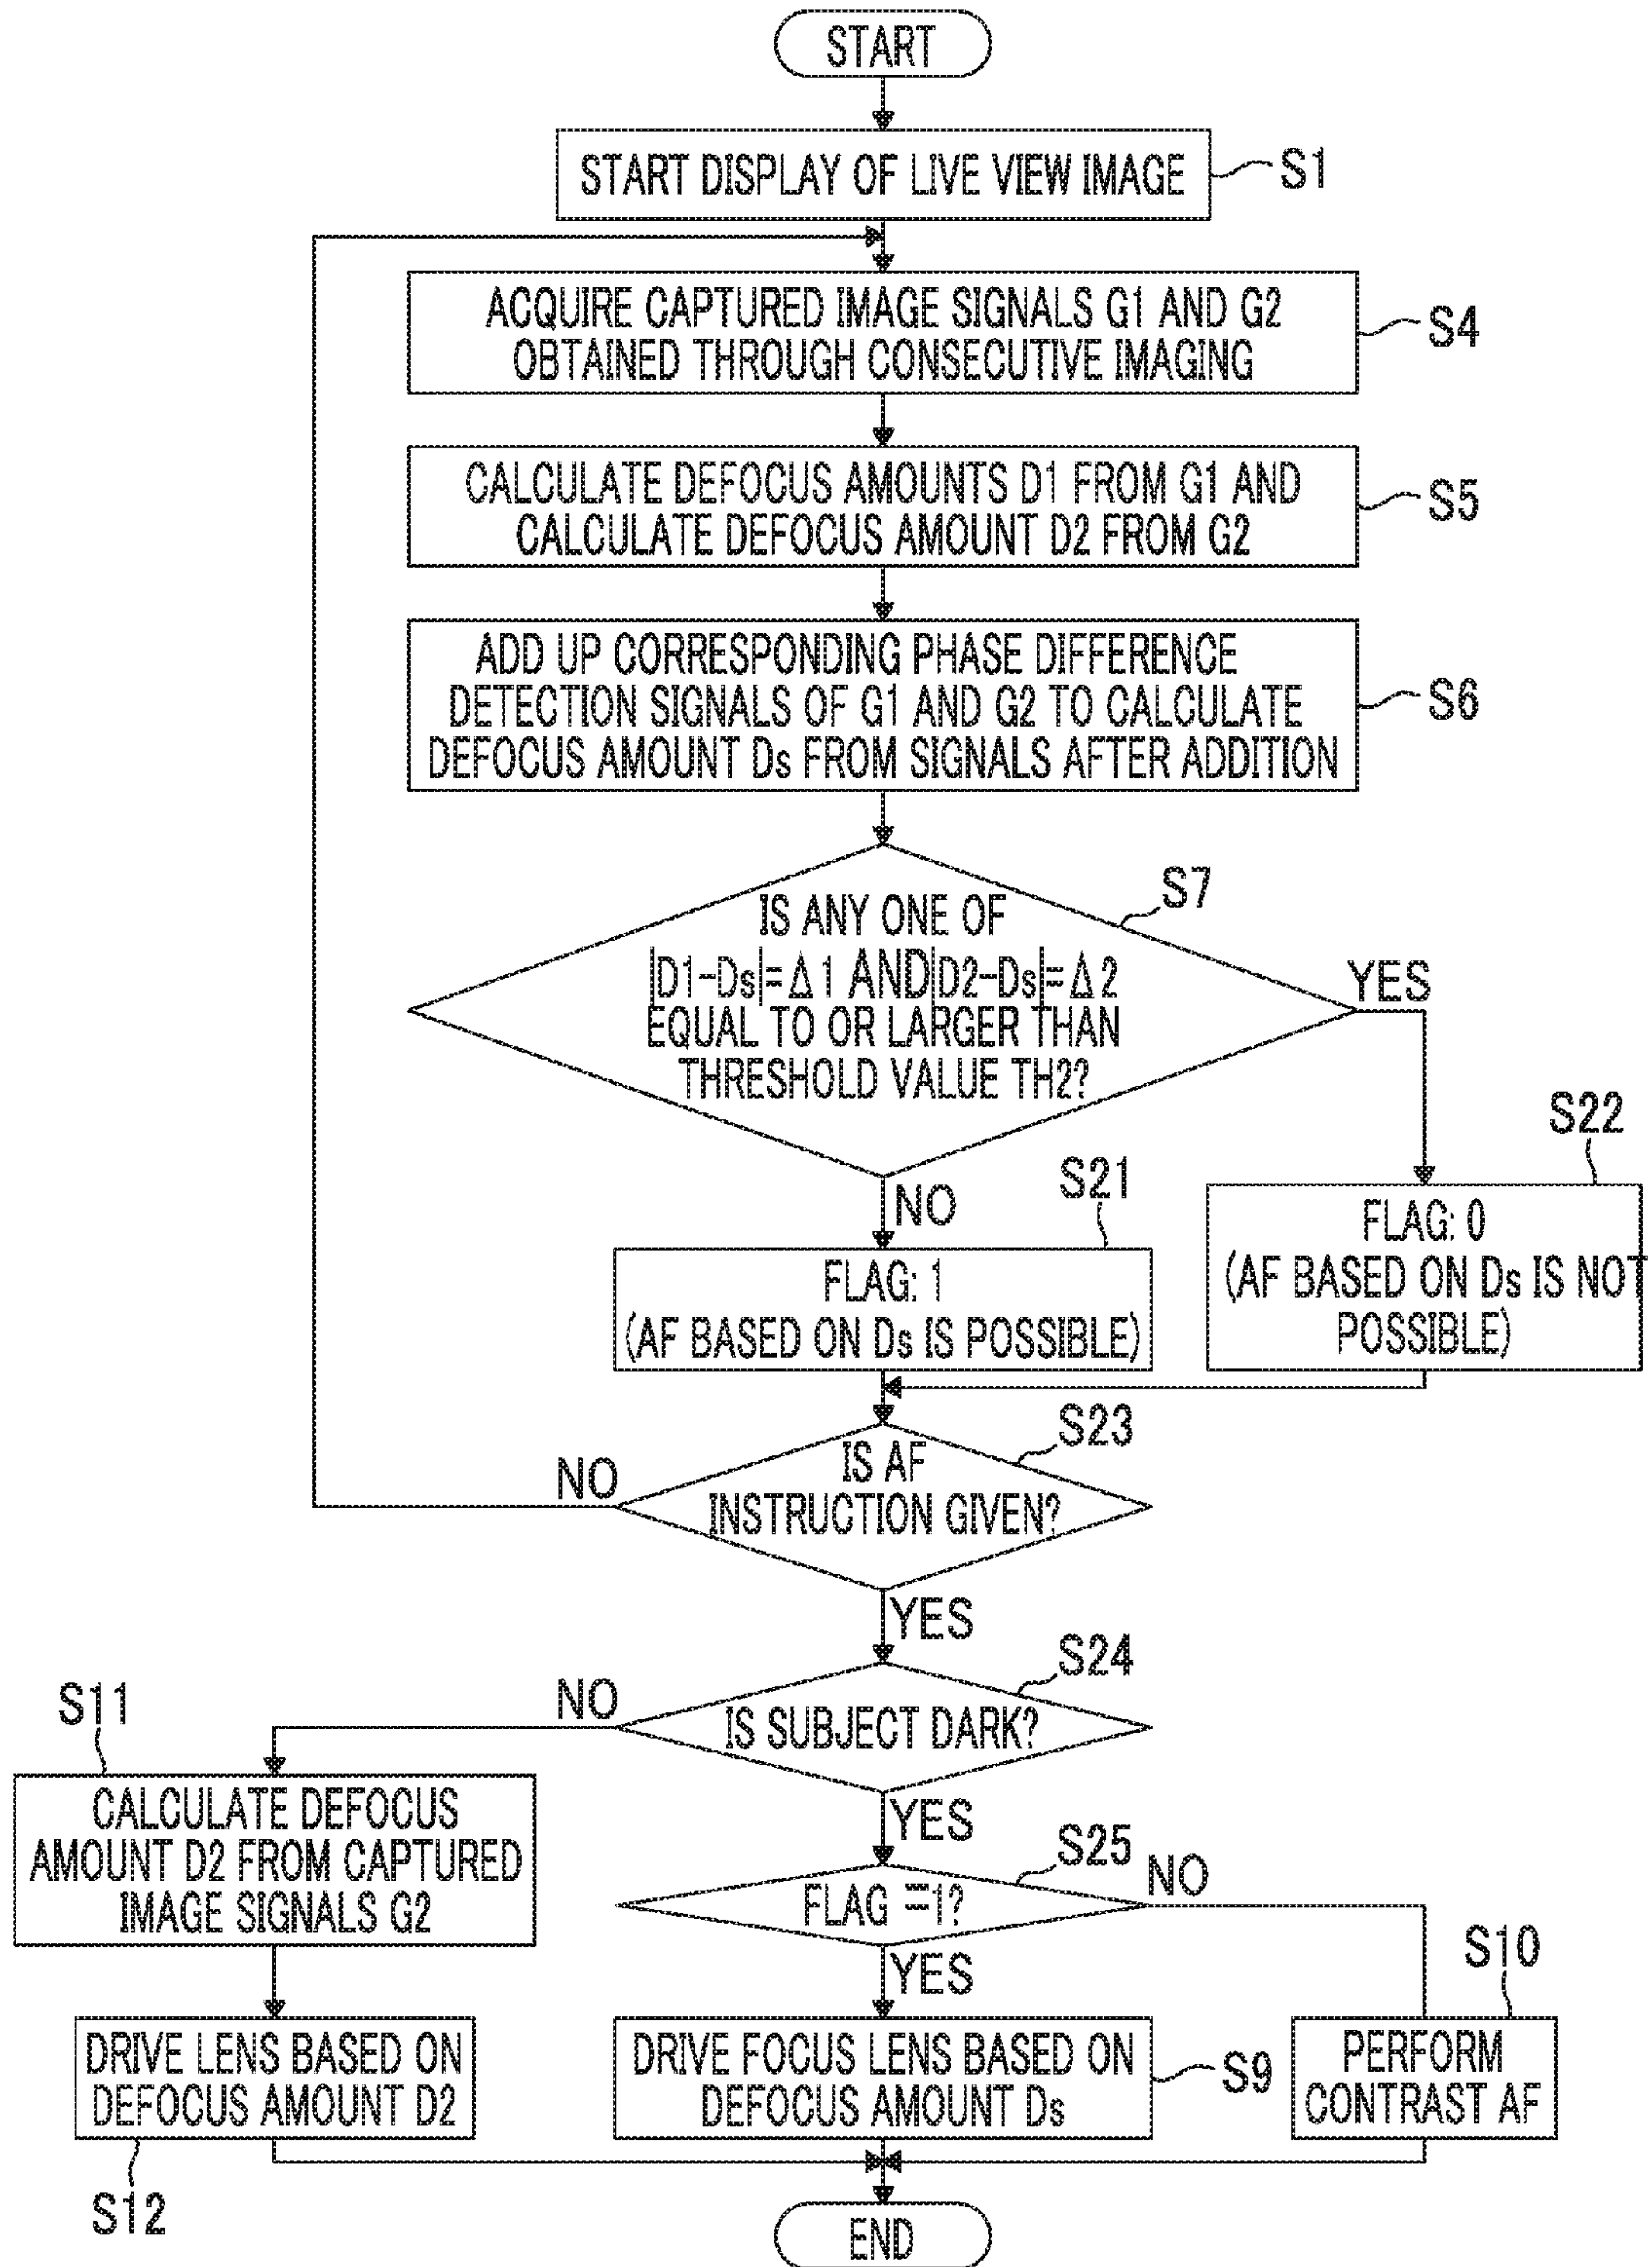 START
START DISPLAY OF LIVE VIEW IMAGE
S1
ACQUIRE CAPTURED IMAGE SIGNALS G1 AND G2
OBTAINED THROUGH CONSECUTIVE IMAGING
S4
CALCULATE DEFOCUS AMOUNTS D1 FROM G1 AND
CALCULATE DEFOCUS AMOUNT D2 FROM G2
S5
ADD UP CORRESPONDING PHASE DIFFERENCE
DETECTION SIGNALS OF G1 AND G2 TO CALCULATE
DEFOCUS AMOUNT Ds FROM SIGNALS AFTER ADDITION
S6
S7
IS ANY ONE OF
|D1-Ds|=Δ1 AND|D2-Ds|=Δ2
EQUAL TO OR LARGER THAN
THRESHOLD VALUE TH2?
YES
NO
S22
FLAG: 0
(AF BASED ON Ds IS NOT
POSSIBLE)
S21
FLAG: 1
(AF BASED ON Ds IS POSSIBLE)
S23
IS AF
INSTRUCTION GIVEN?
NO
YES
S24
IS SUBJECT DARK?
NO
YES
S11
CALCULATE DEFOCUS
AMOUNT D2 FROM CAPTURED
IMAGE SIGNALS G2
S25
FLAG =1?
NO
YES
S10
DRIVE LENS BASED ON
DEFOCUS AMOUNT D2
S12
DRIVE FOCUS LENS BASED ON
DEFOCUS AMOUNT Ds
S9
PERFORM
CONTRAST AF
END